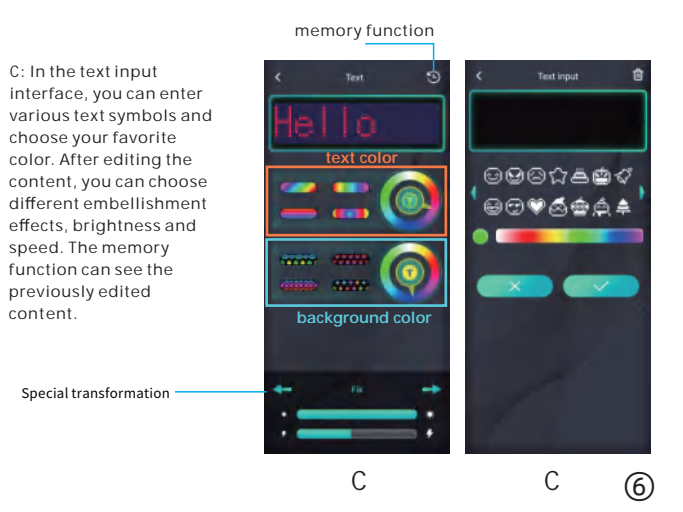 memory function
C: In the text input
interface, you can enter
various text symbols and
choose your favorite
color. After editing the
content, you can choose
different embellishment
effects, brightness and
speed. The memory
function can see the
previously edited
content.
Special transformation
Text
Hello
text color
T
T
background color
Fix
C
Text input
C
⑥